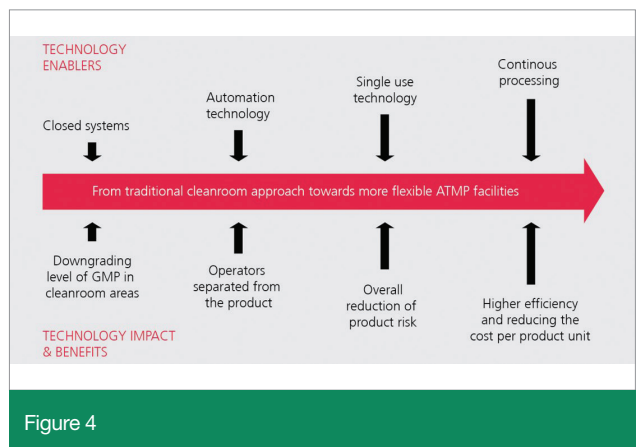 TECHNOLOGY
ENABLERS
Closed systems
Automation
technology
Single use
technology
Continous
processing
From traditional cleanroom approach towards more flexible ATMP facilities
Downgrading
level of GMP in
cleanroom areas
Operators
separated from
the product
Overall
reduction of
product risk
Higher efficiency
and reducing the
cost per product unit
TECHNOLOGY IMPACT
& BENEFITS
Figure 4